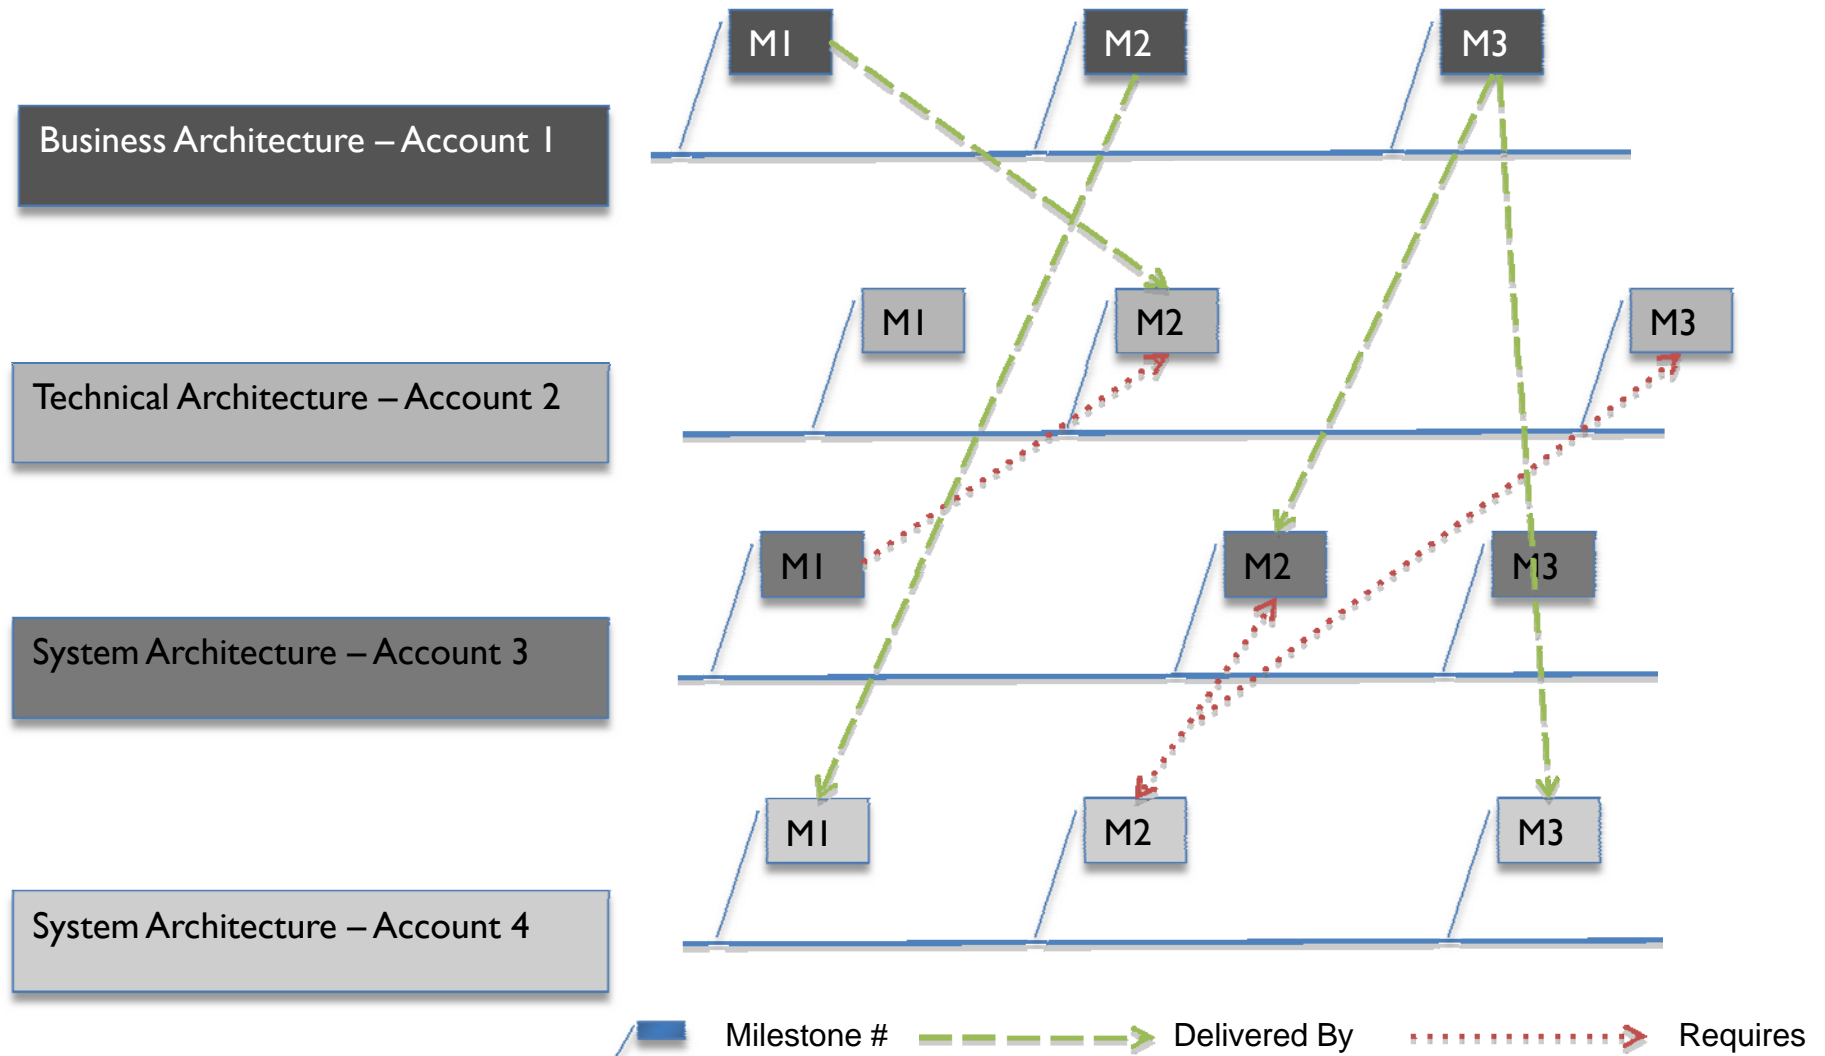 M1
M2
M3
Business Architecture – Account 1
M1
M2
M3
Technical Architecture – Account 2
M1
M2
M3
System Architecture – Account 3
M1
M2
M3
System Architecture – Account 4
Milestone #
Delivered By
Requires